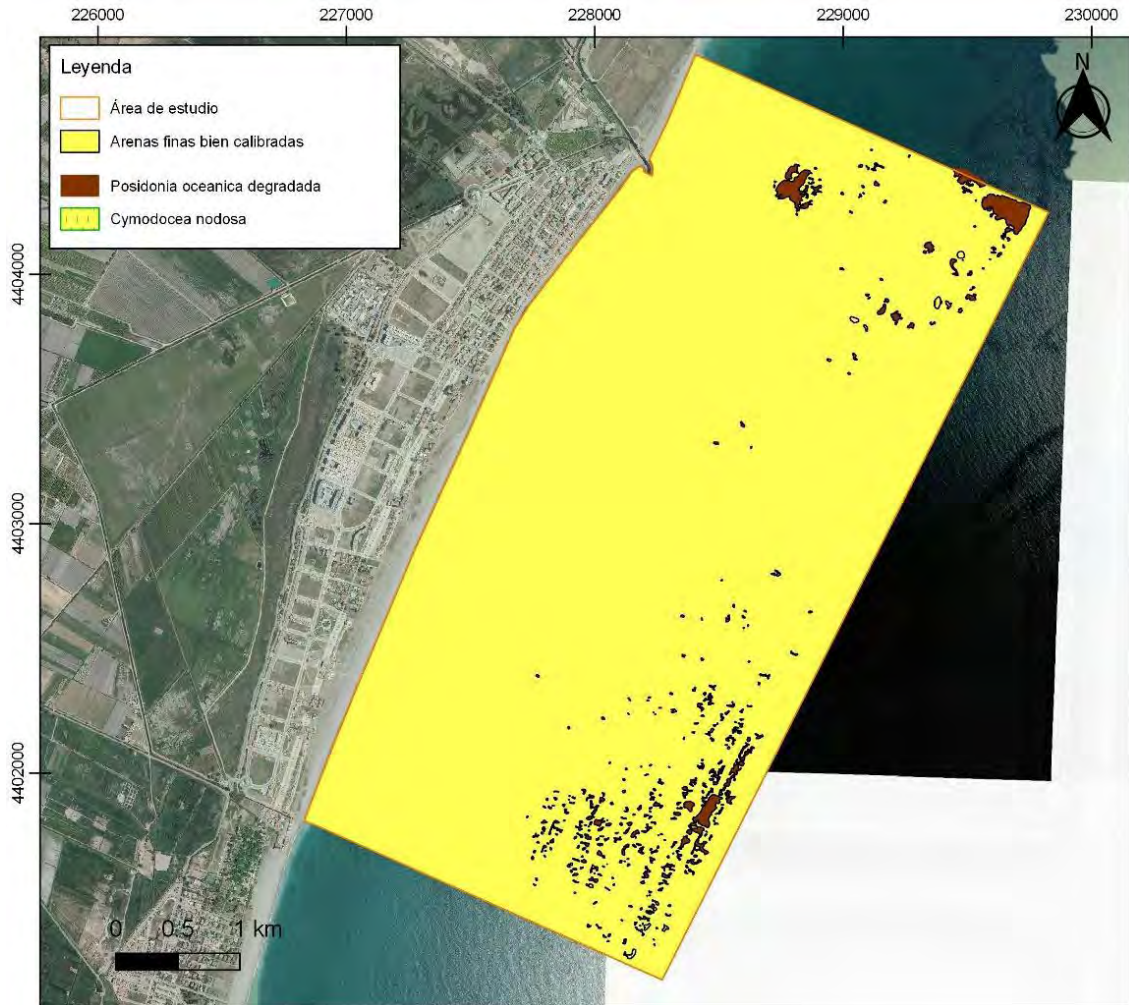 226000 227000 228000 229000 230000
Leyenda
Área de estudio
Arenas finas bien calibradas
Posidonia oceanica degradada
Cymodocea nodosa
N
4404000
4403000
4402000
0 0.5 1 km